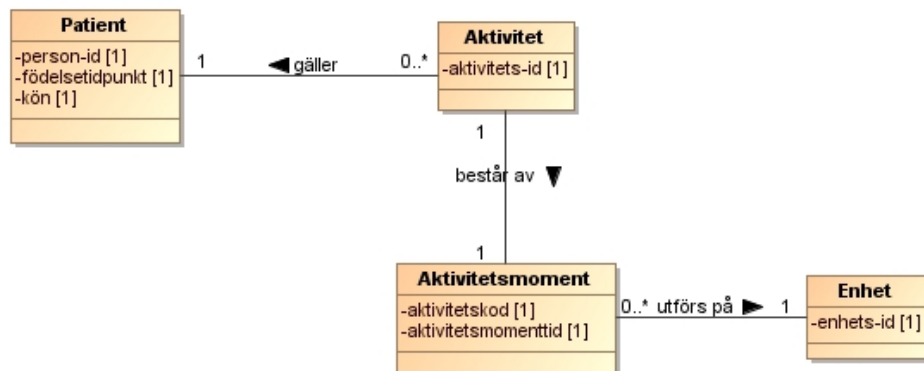 Patient
-person-id [1]
-födelsetidpunkt [1]
-kön [1]
1
gäller
0..*
Aktivitet
-aktivitets-id [1]
1
består av
1
Aktivitetsmoment
-aktivitetskod [1]
-aktivitetsmomenttid [1]
0..* utförs på 1
Enhet
-enhets-id [1]